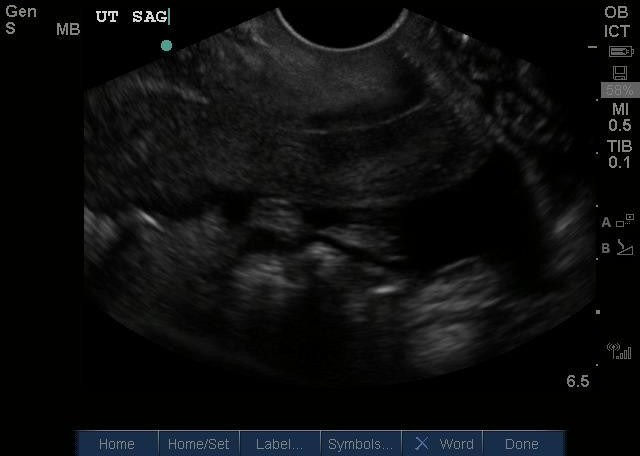 Gen
S
MB
UT SAG
OB
ICT
58%
MI
0.5
TIB
0.1
A
B
6.5
Home
Home/Set
Label...
Symbols...
X Word
Done